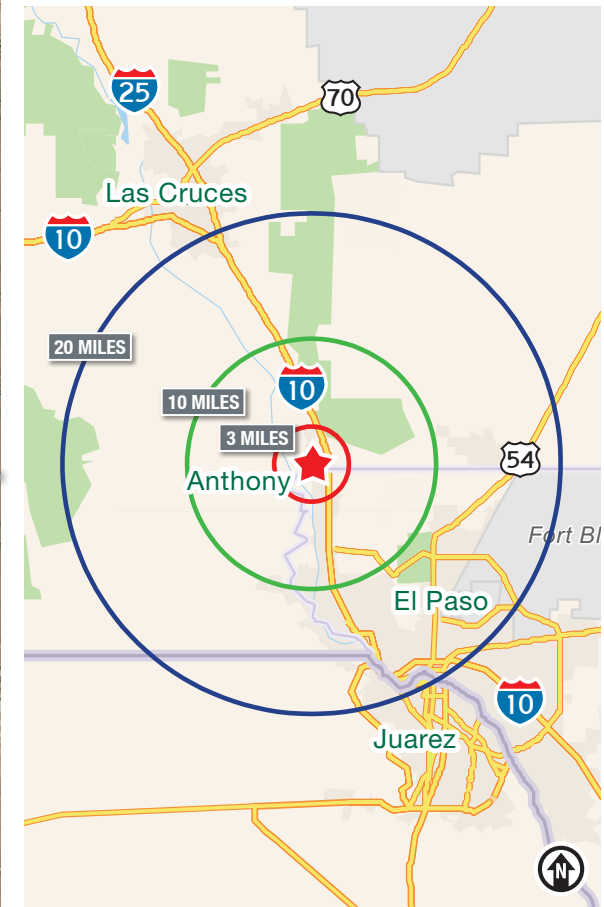 25
70
Las Cruces
10
20 MILES
10
10 MILES
3 MILES
Anthony
54
Fort Bl
El Paso
10
Juarez
N